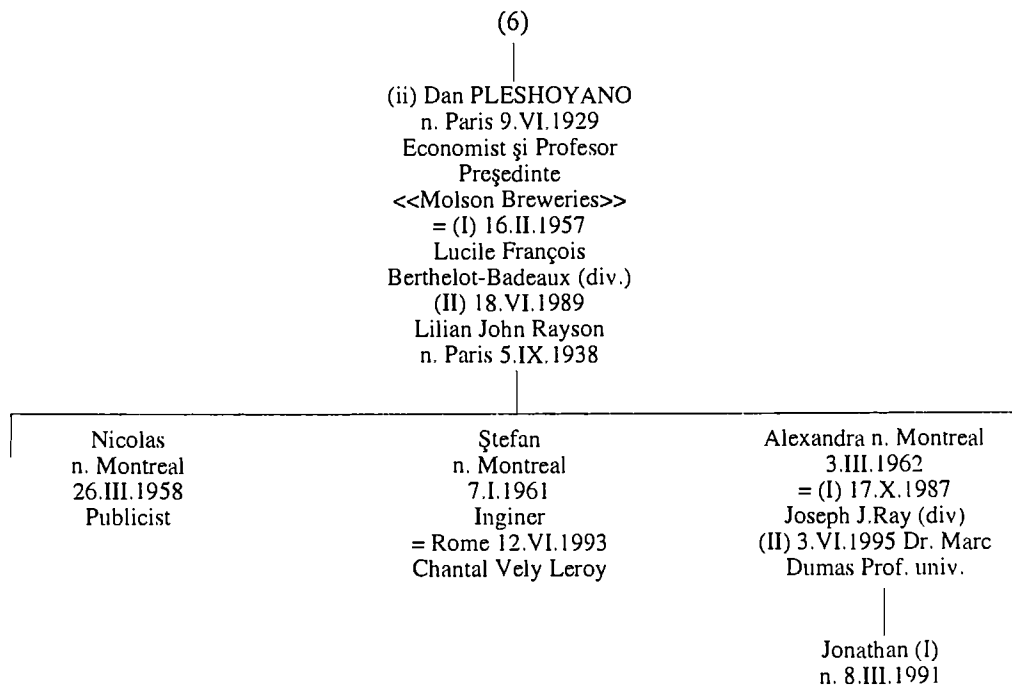 (6)
(ii) Dan PLESHOYANO
n. Paris 9.VI.1929
Economist şi Profesor
Preşedinte
<<Molson Breweries>>
= (I) 16.II.1957
Lucile François
Berthelot-Badeaux (div.)
(II) 18.VI.1989
Lilian John Rayson
n. Paris 5.IX.1938
Nicolas
n. Montreal
26.III.1958
Publicist
Ştefan
n. Montreal
7.I.1961
Inginer
= Rome 12.VI.1993
Chantal Vely Leroy
Alexandra n. Montreal
3.III.1962
= (I) 17.X.1987
Joseph J.Ray (div)
(II) 3.VI.1995 Dr. Marc
Dumas Prof. univ.
Jonathan (I)
n. 8.III.1991